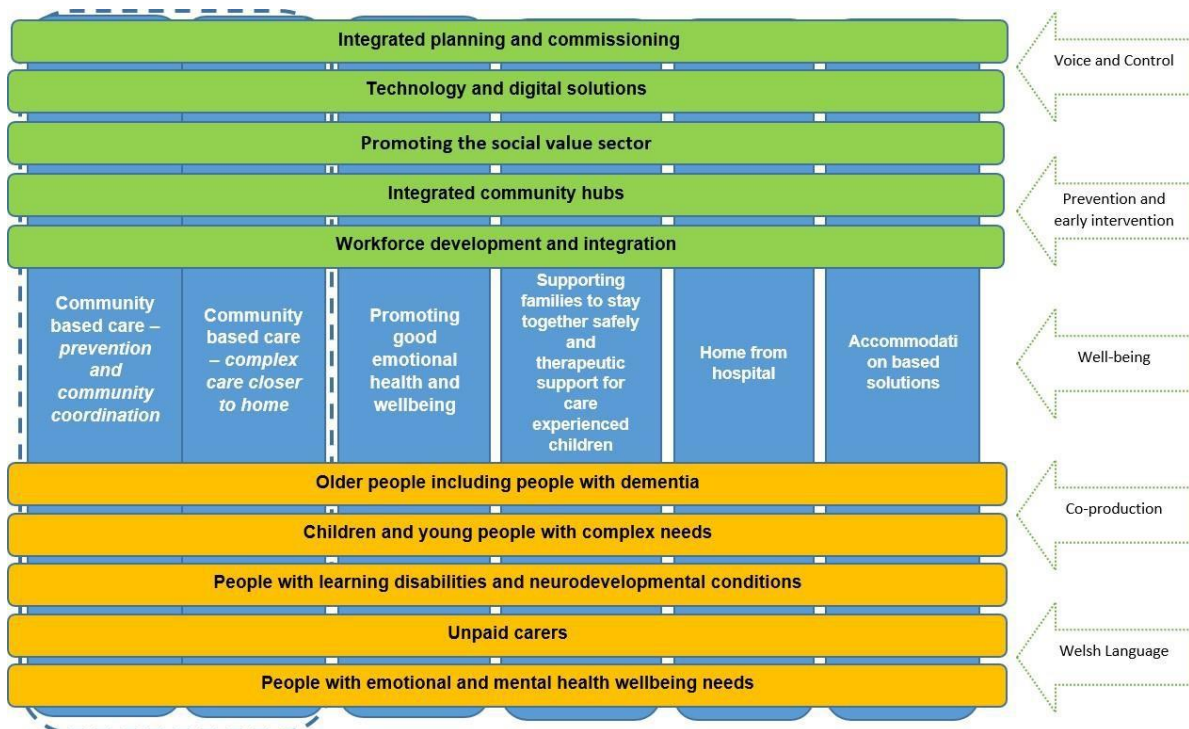 Integrated planning and commissioning
Technology and digital solutions
Promoting the social value sector
Integrated community hubs
Workforce development and integration
Community
based care –
prevention
and
community
coordination
Community
based care
– complex
care closer
to home
Promoting
good
emotional
health and
wellbeing
Supporting
families to stay
together safely
and
therapeutic
support for
care
experienced
children
Home from
hospital
Accommodati
on based
solutions
Older people including people with dementia
Children and young people with complex needs
People with learning disabilities and neurodevelopmental conditions
Unpaid carers
People with emotional and mental health wellbeing needs
Voice and Control
Prevention and
early intervention
Well-being
Co-production
Welsh Language